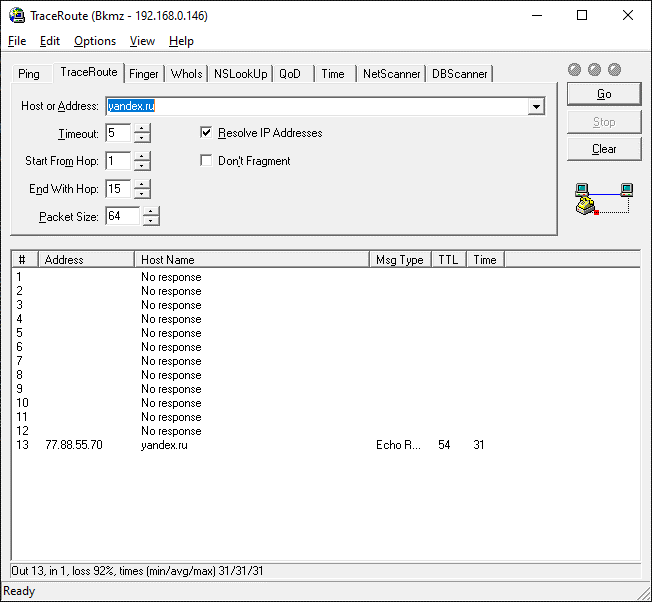 TraceRoute (Bkmz - 192.168.0.146)
File Edit Options View Help
Ping TraceRoute Finger WhoIs NSLookUp QoD Time NetScanner DBScanner
Host or Address: yandex.ru Go
Timeout: 5 Resolve IP Addresses Stop
Start From Hop: 1 Don't Fragment Clear
End With Hop: 15
Packet Size: 64
# Address Host Name Msg Type TTL Time
1 No response
2 No response
3 No response
4 No response
5 No response
6 No response
7 No response
8 No response
9 No response
10 No response
11 No response
12 No response
13 77.88.55.70 yandex.ru Echo R... 54 31
Out 13, in 1, loss 92%, times (min/avg/max) 31/31/31
Ready